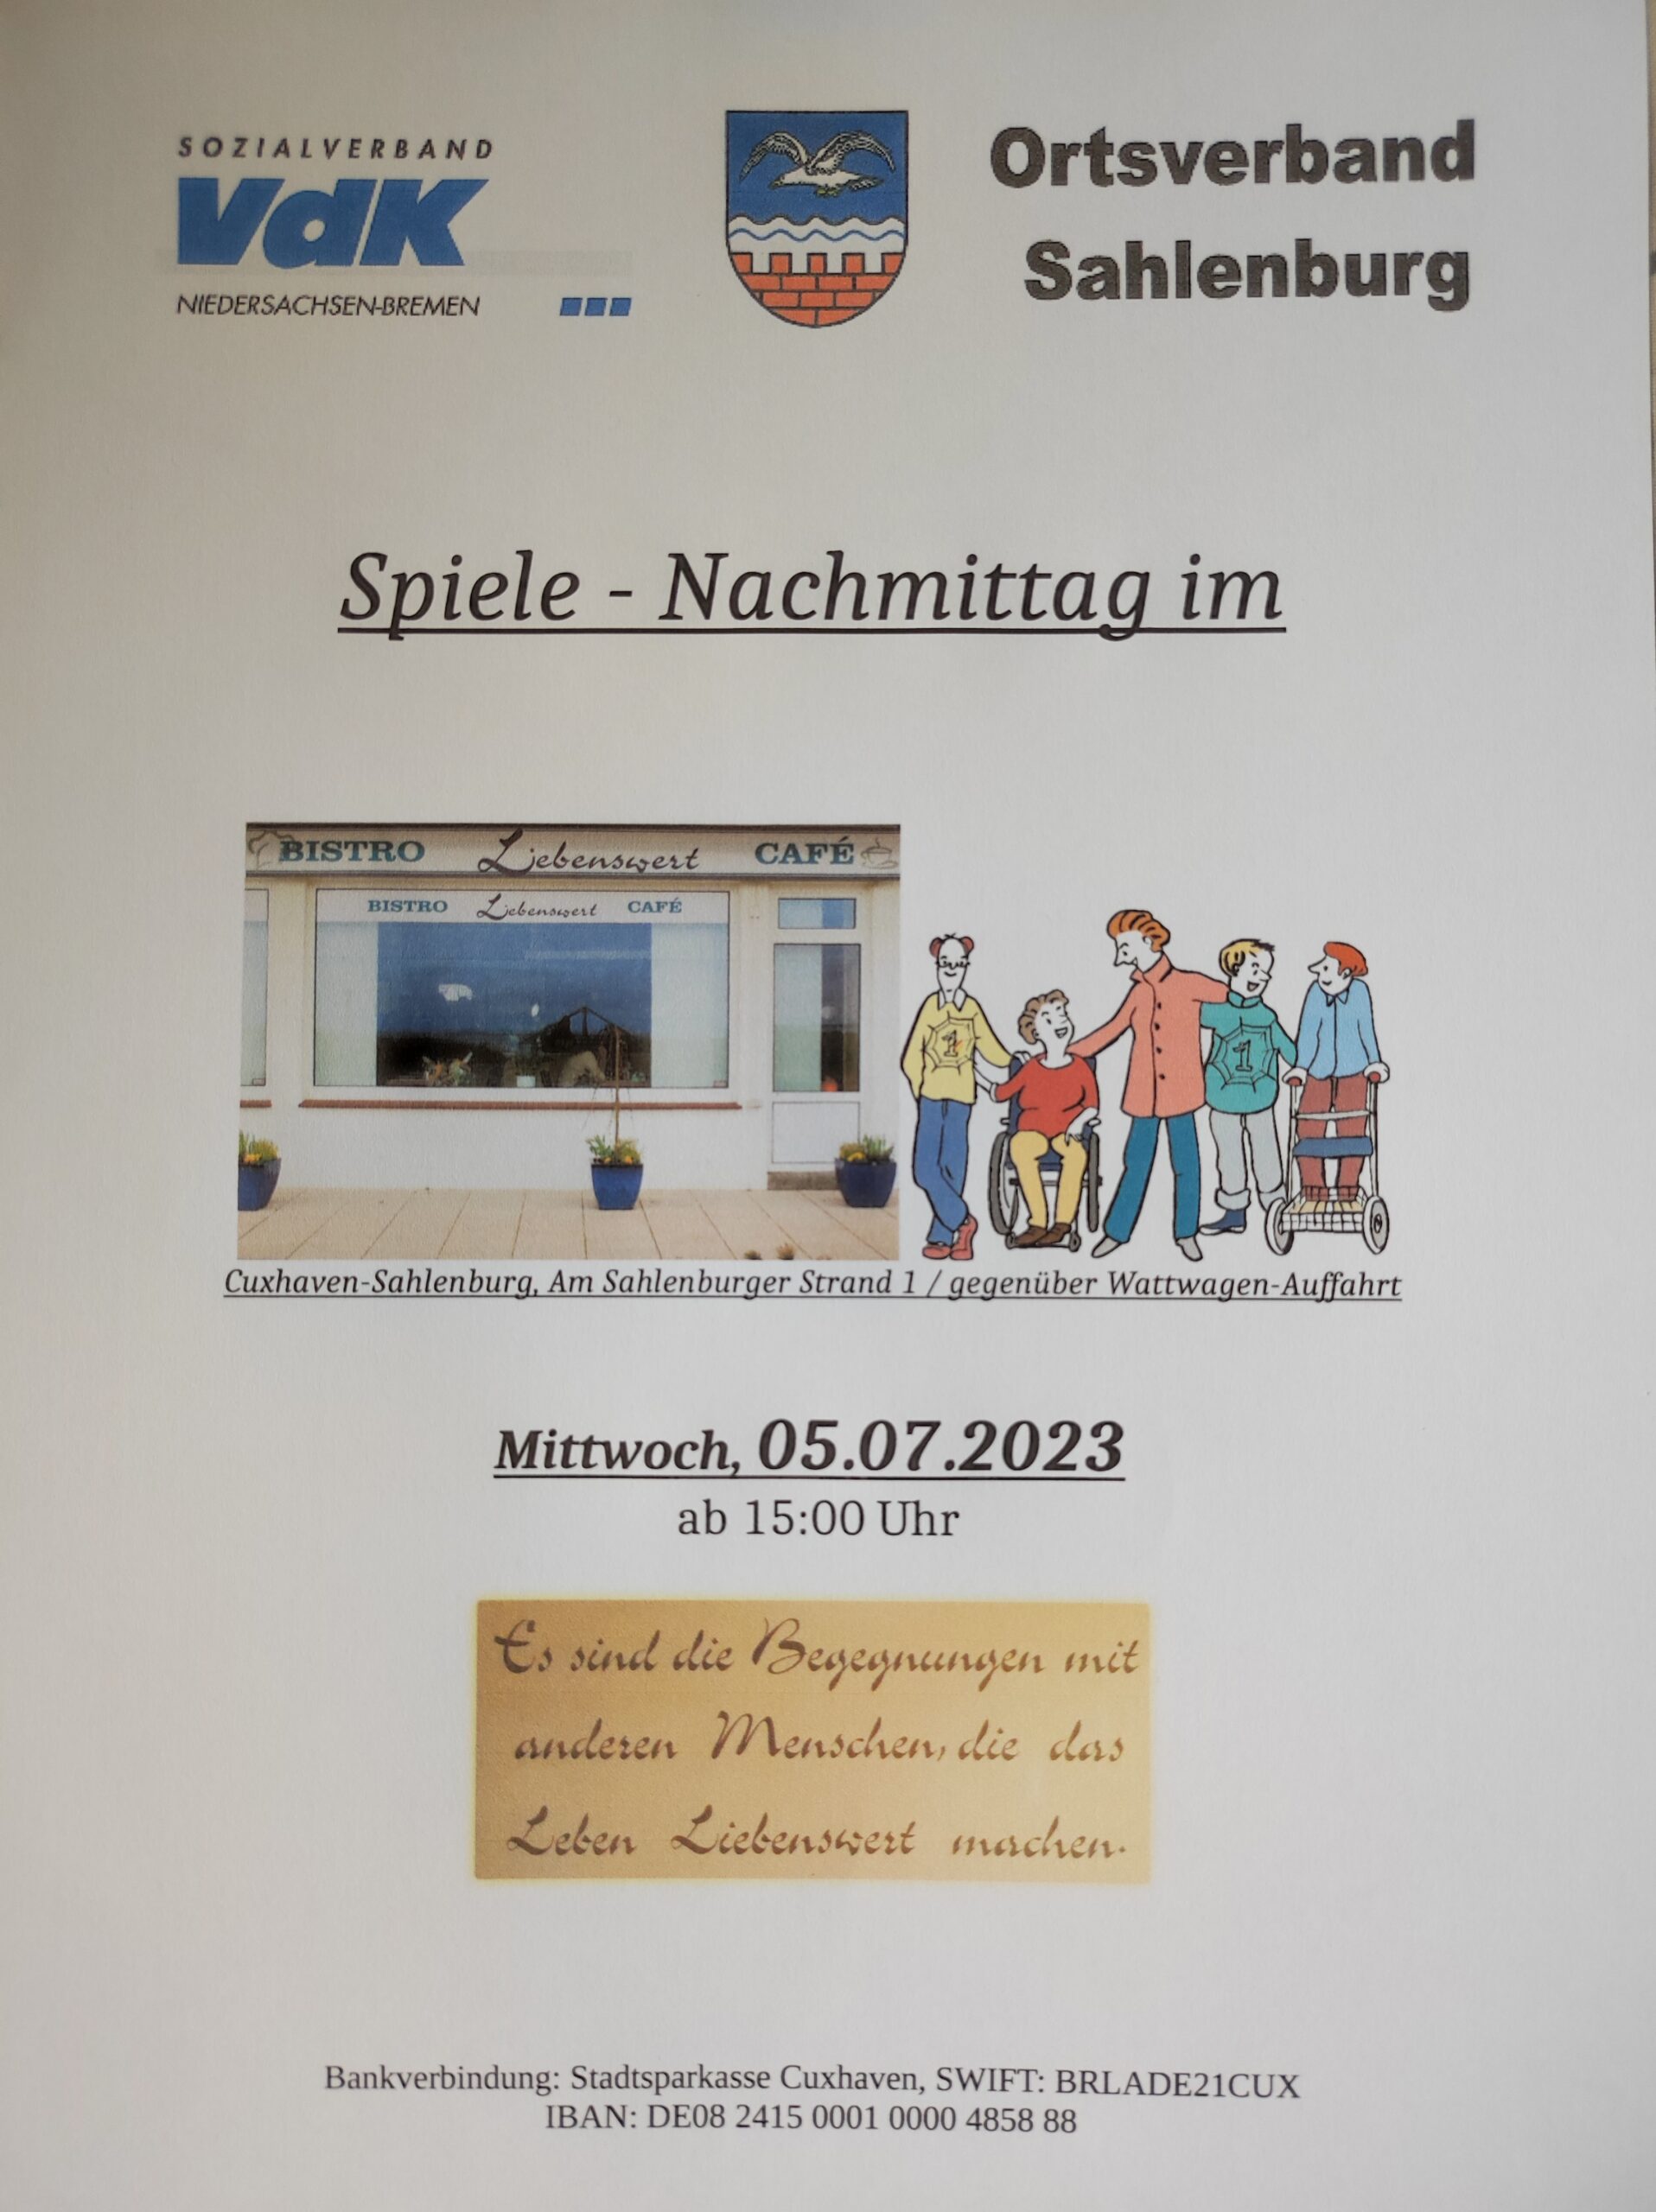 SOZIALVERBAND
VdK
NIEDERSACHSEN-BREMEN
Ortsverband
Sahlenburg
Spiele - Nachmittag im
BISTRO Liebenswert CAFÉ
BISTRO Liebenswert CAFÉ
1
1
Cuxhaven-Sahlenburg, Am Sahlenburger Strand 1 / gegenüber Wattwagen-Auffahrt
Mittwoch, 05.07.2023
ab 15:00 Uhr
Es sind die Begegnungen mit
anderen Menschen, die das
Leben Liebenswert machen.
Bankverbindung: Stadtsparkasse Cuxhaven, SWIFT: BRLADE21CUX
IBAN: DE08 2415 0001 0000 4858 88